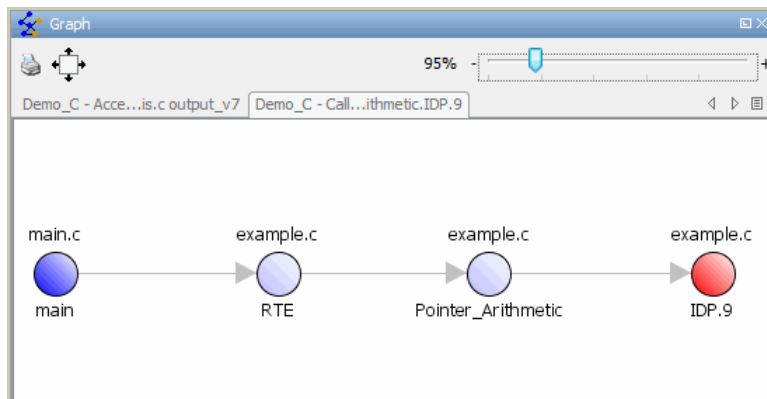 Graph
95% - +
Demo_C - Acce...is.c output_v7 Demo_C - Call...ithmetic.IDP.9
main.c example.c example.c example.c
main RTE Pointer_Arithmetic IDP.9